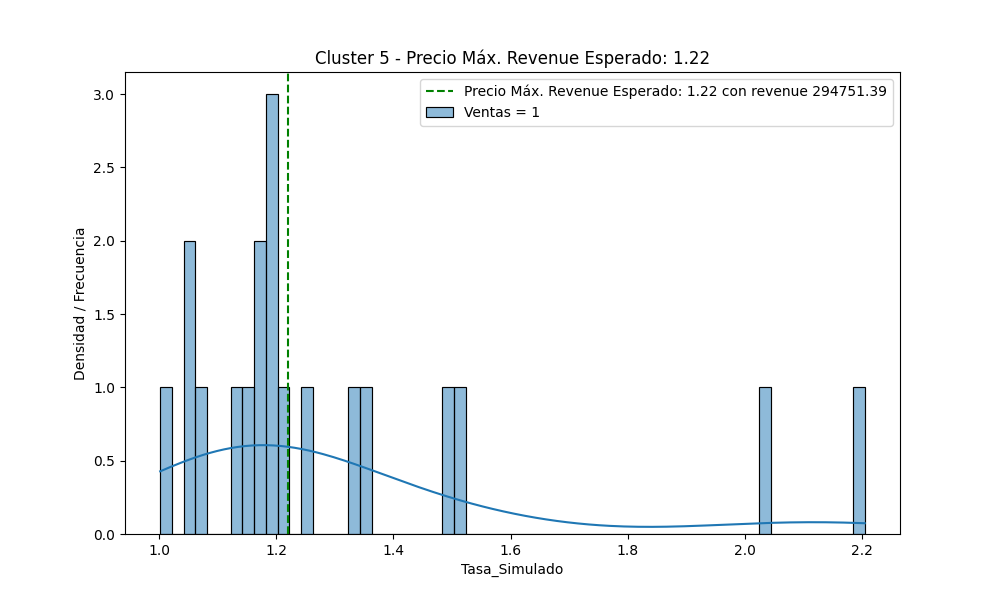 Cluster 5 - Precio Máx. Revenue Esperado: 1.22
Precio Máx. Revenue Esperado: 1.22 con revenue 294751.39
Ventas = 1
Densidad / Frecuencia
3.0
2.5
2.0
1.5
1.0
0.5
0.0
1.0 1.2 1.4 1.6 1.8 2.0 2.2
Tasa_Simulado